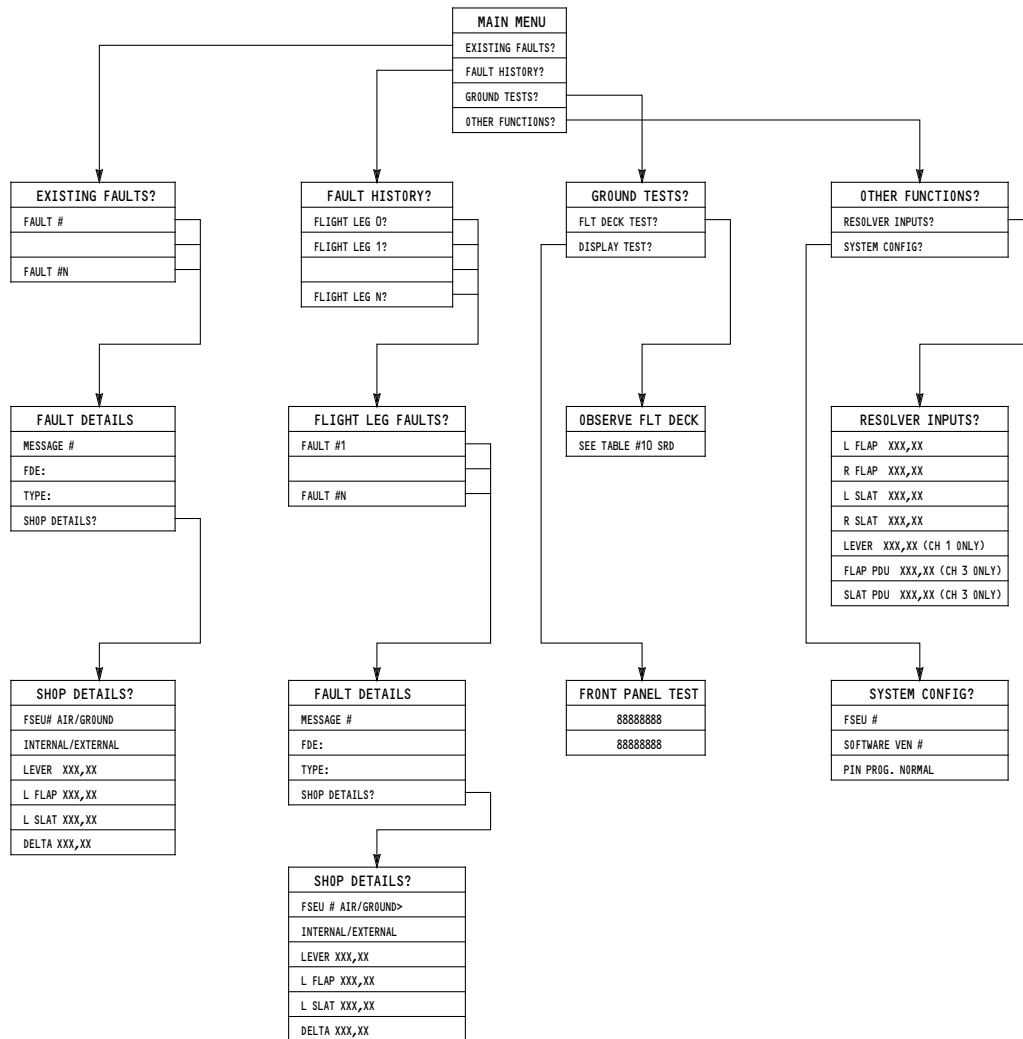 MAIN MENU
EXISTING FAULTS?
FAULT HISTORY?
GROUND TESTS?
OTHER FUNCTIONS?
EXISTING FAULTS?
FAULT #
FAULT #N
FAULT HISTORY?
FLIGHT LEG 0?
FLIGHT LEG 1?
FLIGHT LEG N?
GROUND TESTS?
FLT DECK TEST?
DISPLAY TEST?
OTHER FUNCTIONS?
RESOLVER INPUTS?
SYSTEM CONFIG?
FAULT DETAILS
MESSAGE #
FDE:
TYPE:
SHOP DETAILS?
FLIGHT LEG FAULTS?
FAULT #1
FAULT #N
OBSERVE FLT DECK
SEE TABLE #10 SRD
RESOLVER INPUTS?
L FLAP XXX,XX
R FLAP XXX,XX
L SLAT XXX,XX
R SLAT XXX,XX
LEVER XXX,XX (CH 1 ONLY)
FLAP PDU XXX,XX (CH 3 ONLY)
SLAT PDU XXX,XX (CH 3 ONLY)
SHOP DETAILS?
FSEU# AIR/GROUND
INTERNAL/EXTERNAL
LEVER XXX,XX
L FLAP XXX,XX
L SLAT XXX,XX
DELTA XXX,XX
FAULT DETAILS
MESSAGE #
FDE:
TYPE:
SHOP DETAILS?
FRONT PANEL TEST
88888888
88888888
SYSTEM CONFIG?
FSEU #
SOFTWARE VEN #
PIN PROG. NORMAL
SHOP DETAILS?
FSEU # AIR/GROUND>
INTERNAL/EXTERNAL
LEVER XXX,XX
L FLAP XXX,XX
L SLAT XXX,XX
DELTA XXX,XX